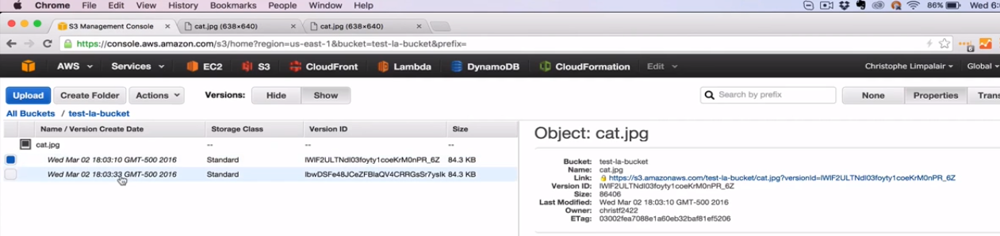 Chrome File Edit View History Bookmarks People Window Help 86% Wed 6:
S3 Management Console × cat.jpg (638×640) × cat.jpg (638×640) ×
https://console.aws.amazon.com/s3/home?region=us-east-1&bucket=test-la-bucket&prefix= 6
AWS Services EC2 S3 CloudFront Lambda DynamoDB CloudFormation Edit Christophe Limpalair Global
Upload Create Folder Actions Versions: Hide Show Search by prefix None Properties Trans
All Buckets / test-la-bucket
Name / Version Create Date Storage Class Version ID Size
Object: cat.jpg
cat.jpg -- -- --
Wed Mar 02 18:03:10 GMT-500 2016 Standard lWlF2ULTNdI03foyty1coeKrM0nPR_6Z 84.3 KB
Wed Mar 02 18:03:33 GMT-500 2016 Standard 84.3 KB
Bucket: test-la-bucket
Name: cat.jpg
Link: https://s3.amazonaws.com/test-la-bucket/cat.jpg?versionId=lWlF2ULTNdI03foyty1coeKrM0nPR_6Z
Version ID: lWlF2ULTNdI03foyty1coeKrM0nPR_6Z
Size: 86406
Last Modified: Wed Mar 02 18:03:10 GMT-500 2016
Owner: christf2422
ETag: 03002fea7088e1a60eb32baf81ef5206